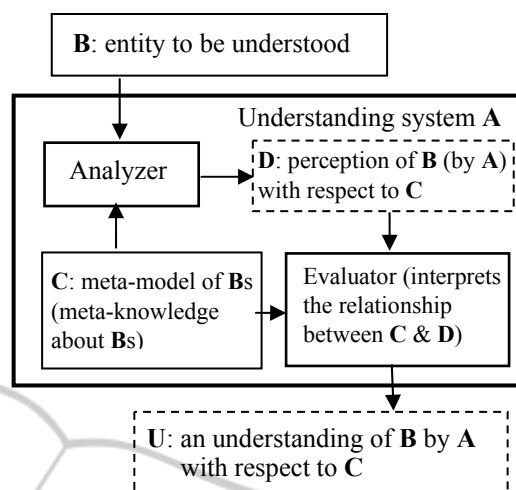 B: entity to be understood
Understanding system A
Analyzer
D: perception of B (by A)
with respect to C
C: meta-model of Bs
(meta-knowledge
about Bs)
Evaluator (interprets
the relationship
between C & D)
U: an understanding of B by A
with respect to C